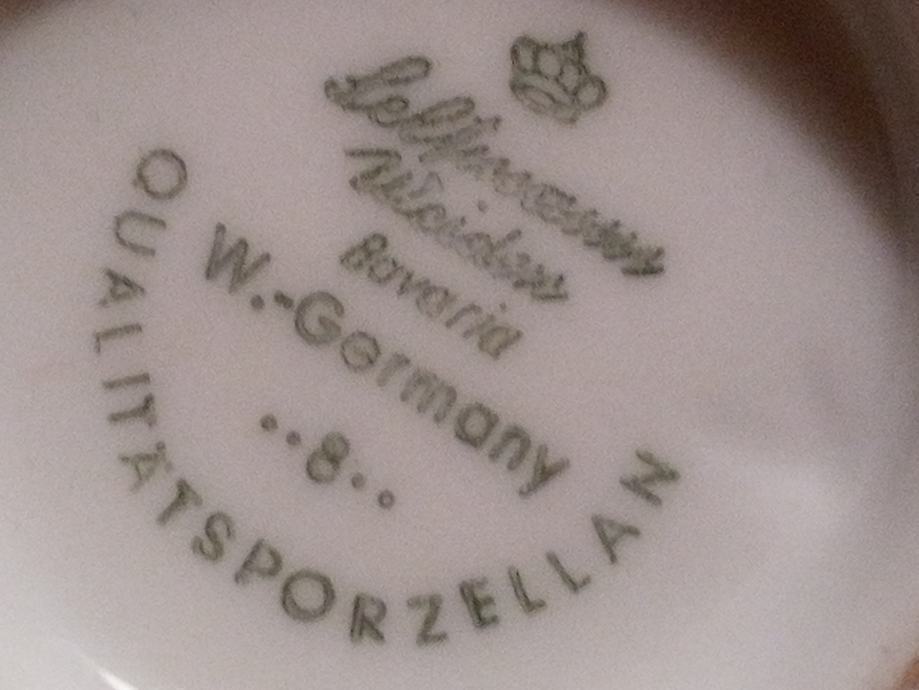 Seltmann
Weiden
Bavaria
W.-Germany
..8..
QUALITÄTSPORZELLAN